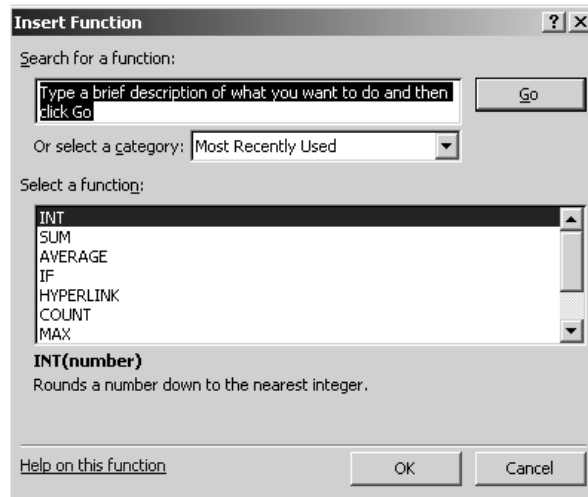 Insert Function
Search for a function:
Type a brief description of what you want to do and then
click Go
Go
Or select a category: Most Recently Used
Select a function:
INT
SUM
AVERAGE
IF
HYPERLINK
COUNT
MAX
INT(number)
Rounds a number down to the nearest integer.
Help on this function
OK
Cancel